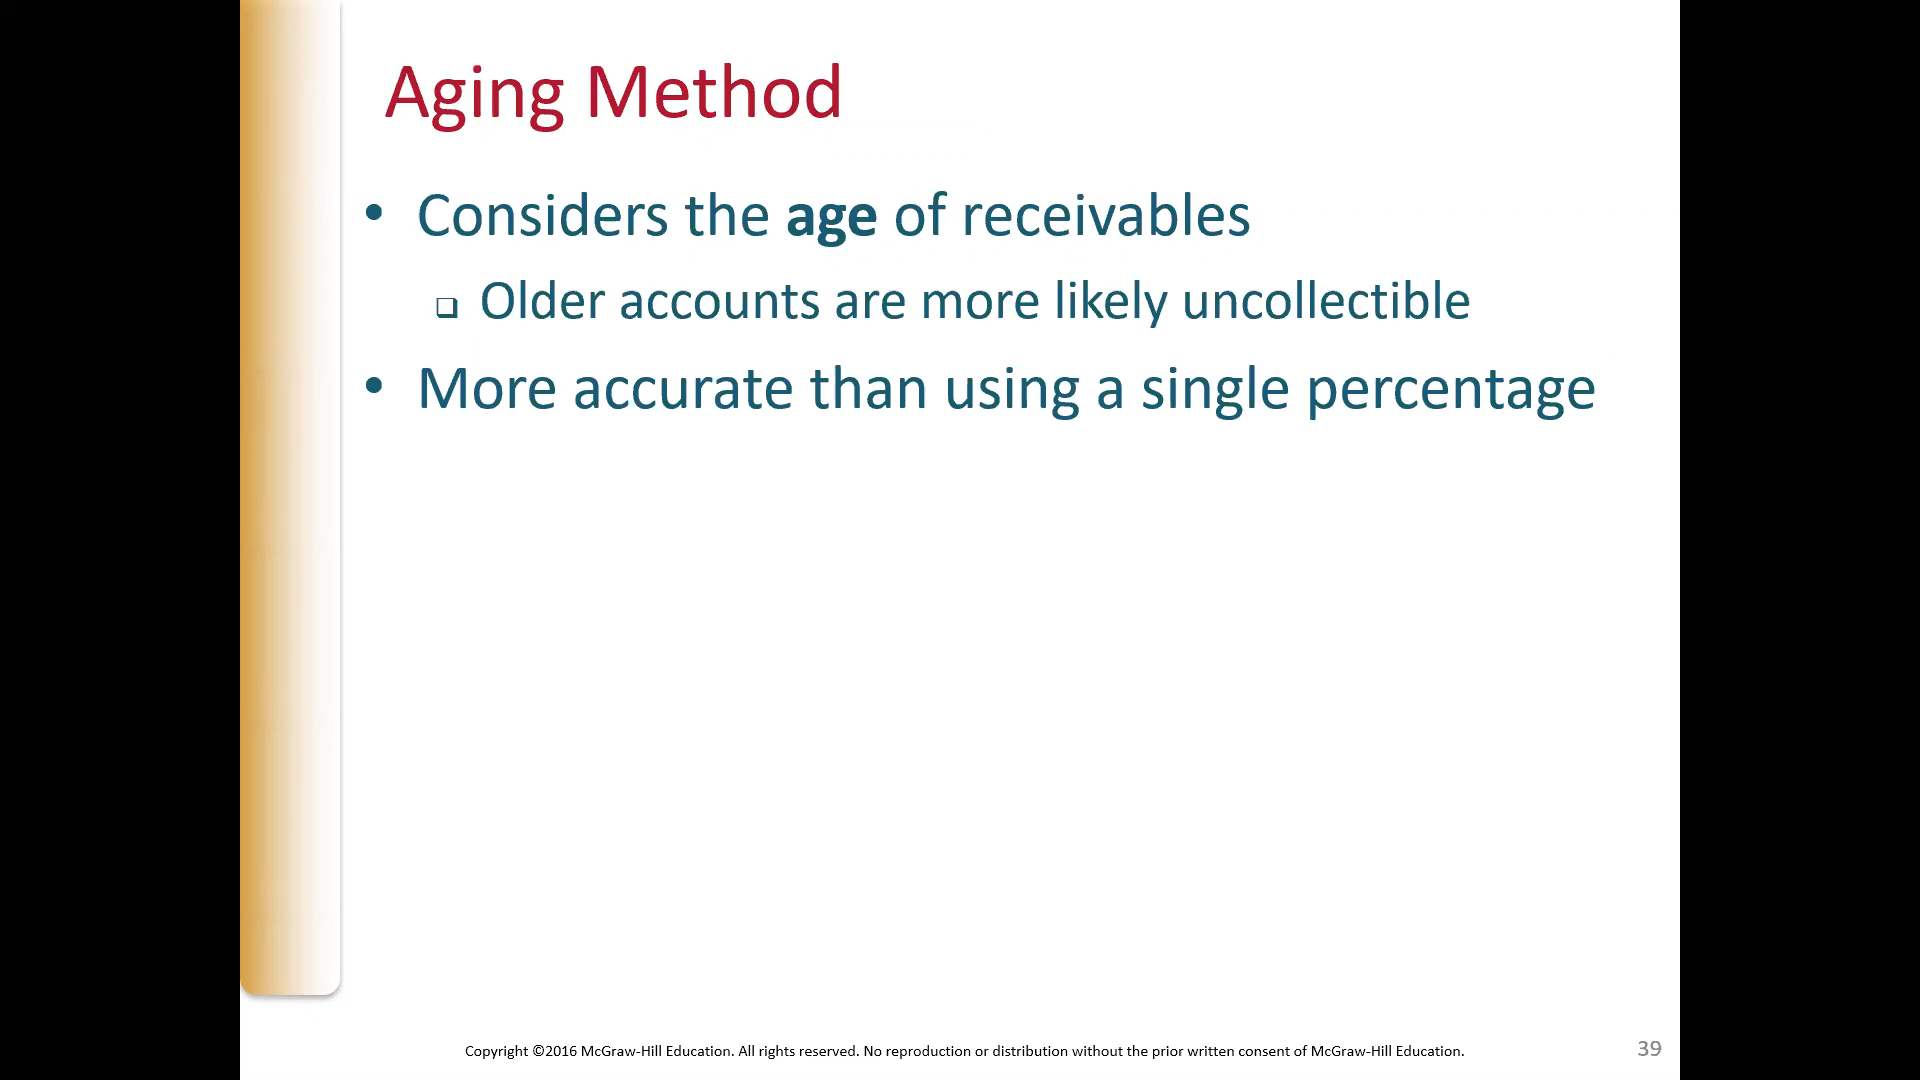 Aging Method
• Considers the age of receivables
❑ Older accounts are more likely uncollectible
• More accurate than using a single percentage
Copyright ©2016 McGraw-Hill Education. All rights reserved. No reproduction or distribution without the prior written consent of McGraw-Hill Education.
39